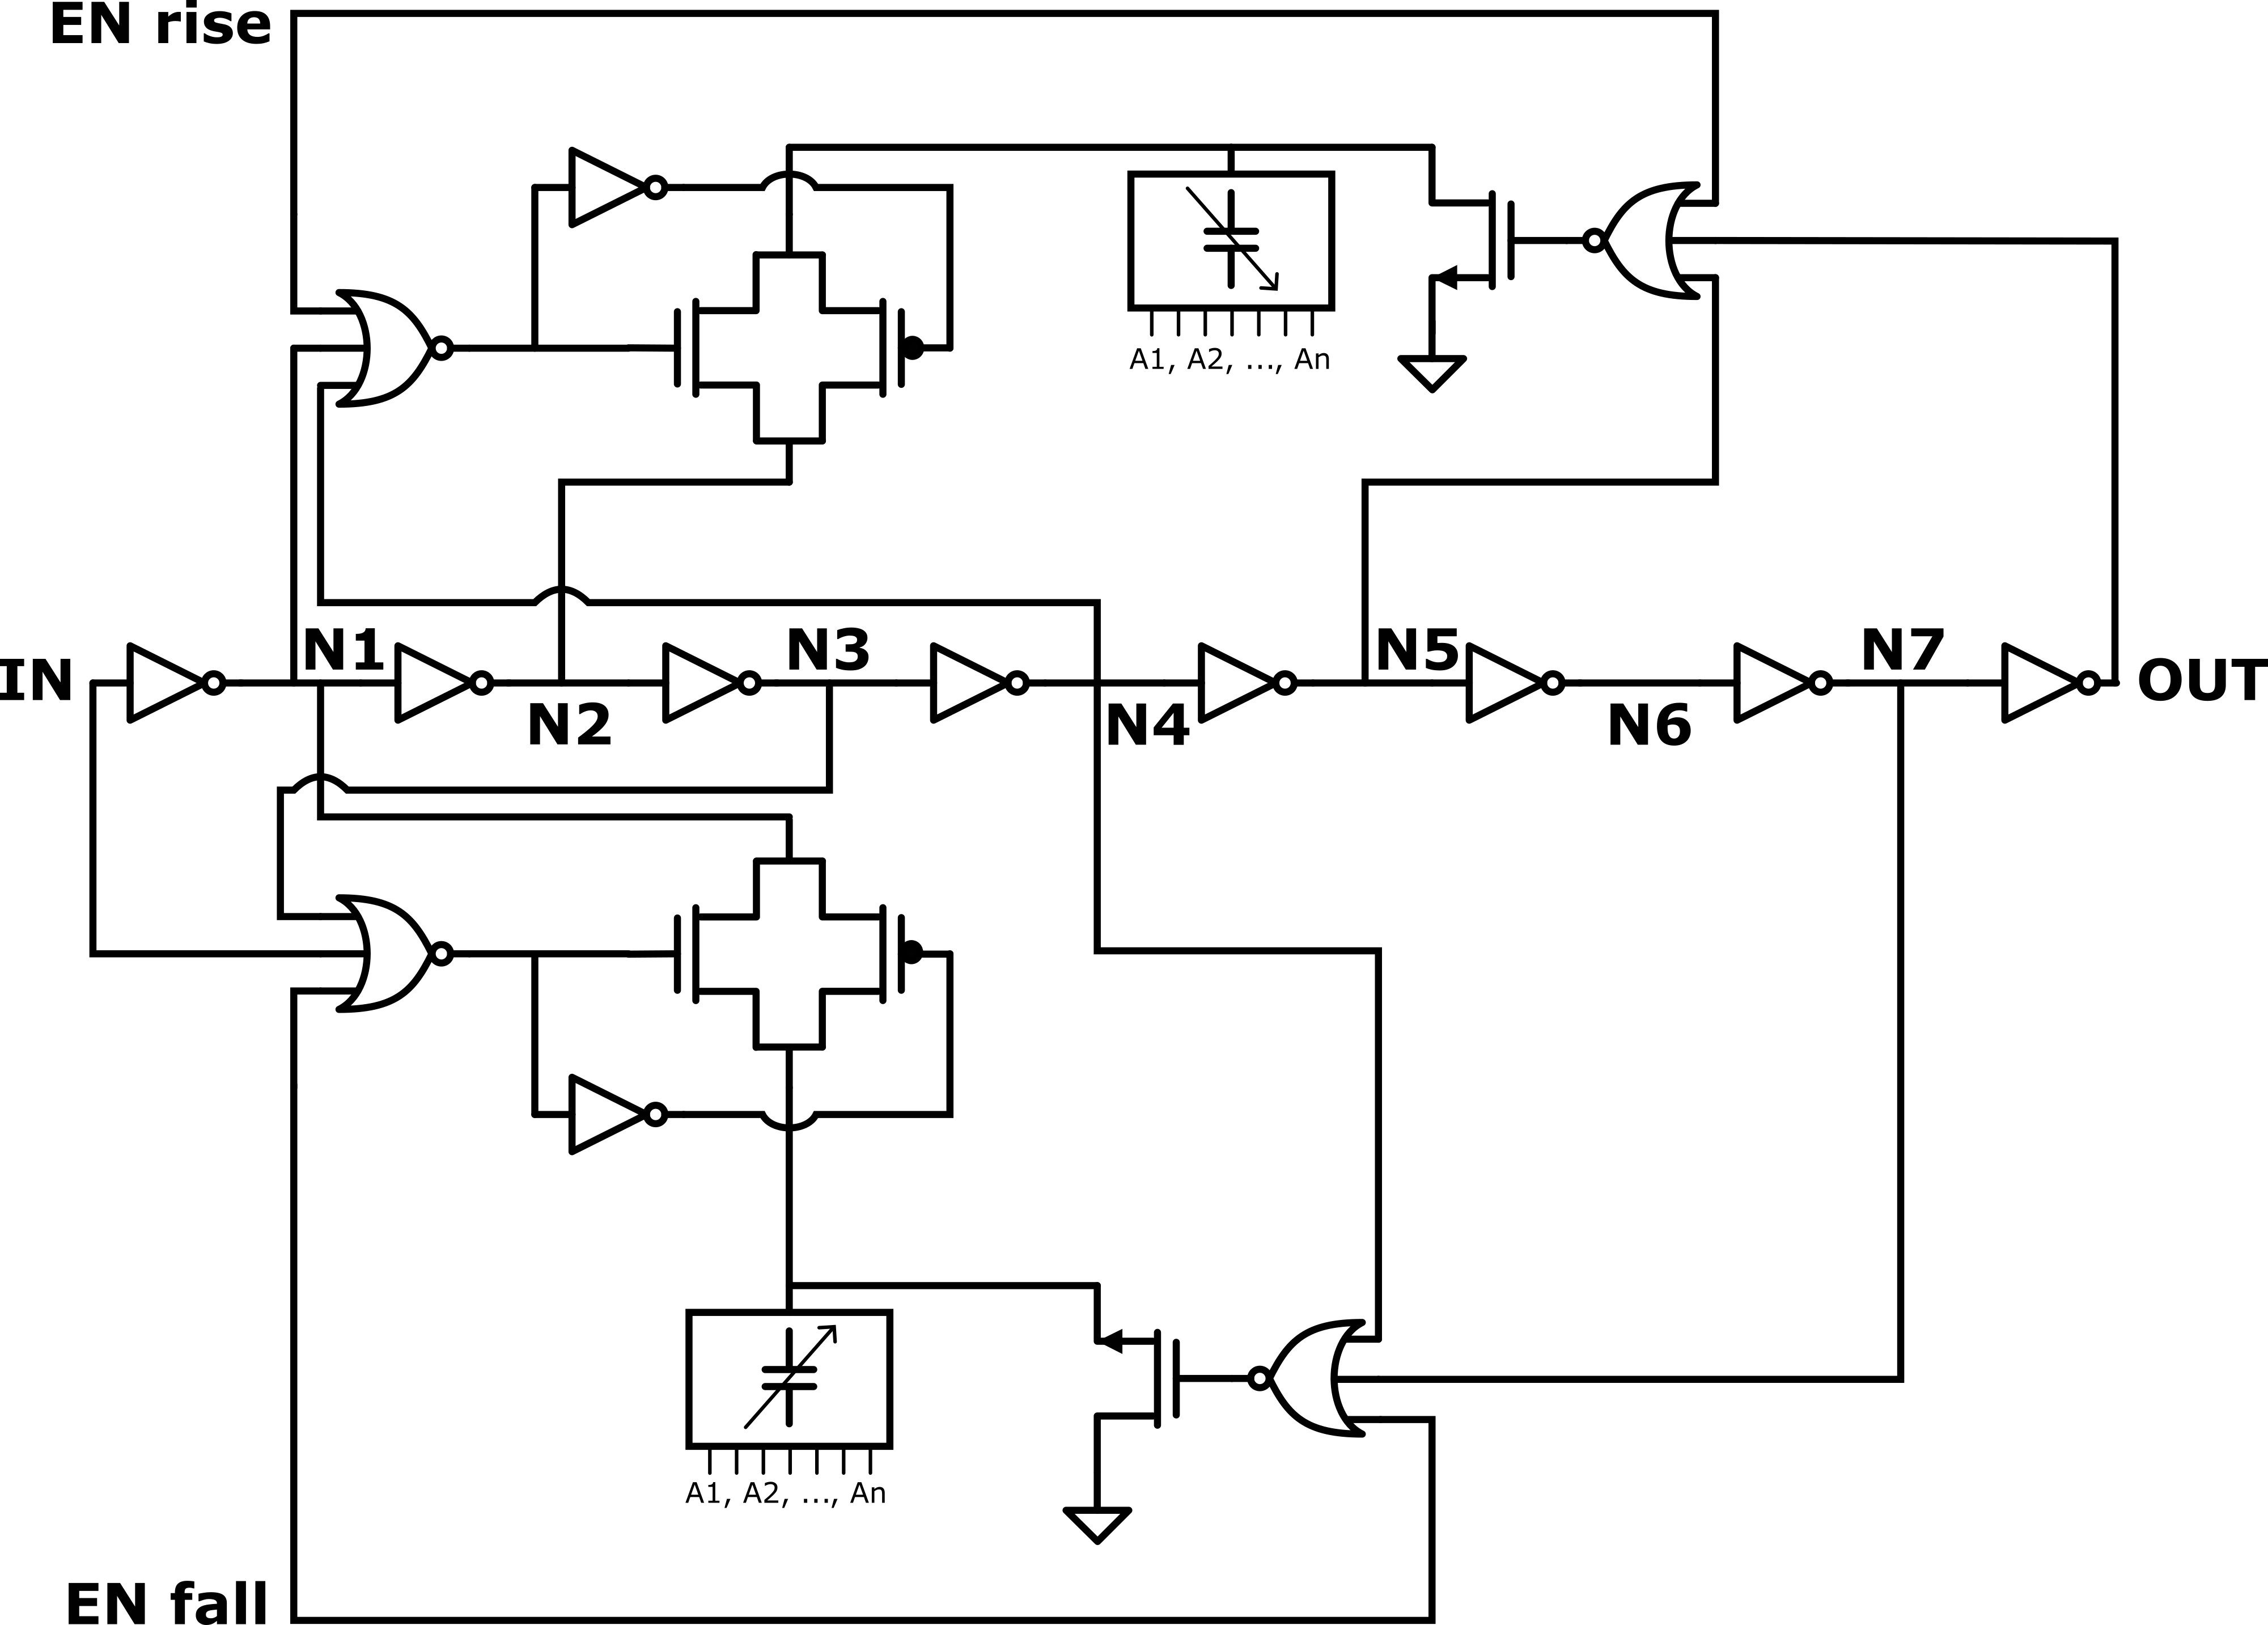 EN rise
A1, A2, ..., An
IN
N1
N2
N3
N4
N5
N6
N7
OUT
A1, A2, ..., An
EN fall